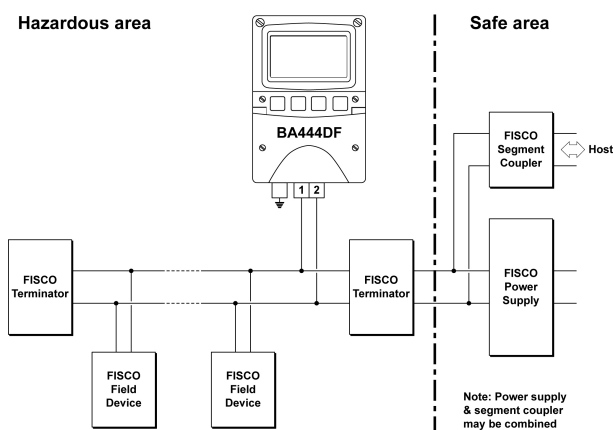 Hazardous area
Safe area
BA444DF
1 2
FISCO
Segment
Coupler
Host
FISCO
Terminator
FISCO
Terminator
FISCO
Power
Supply
FISCO
Field
Device
FISCO
Field
Device
Note: Power supply
& segment coupler
may be combined